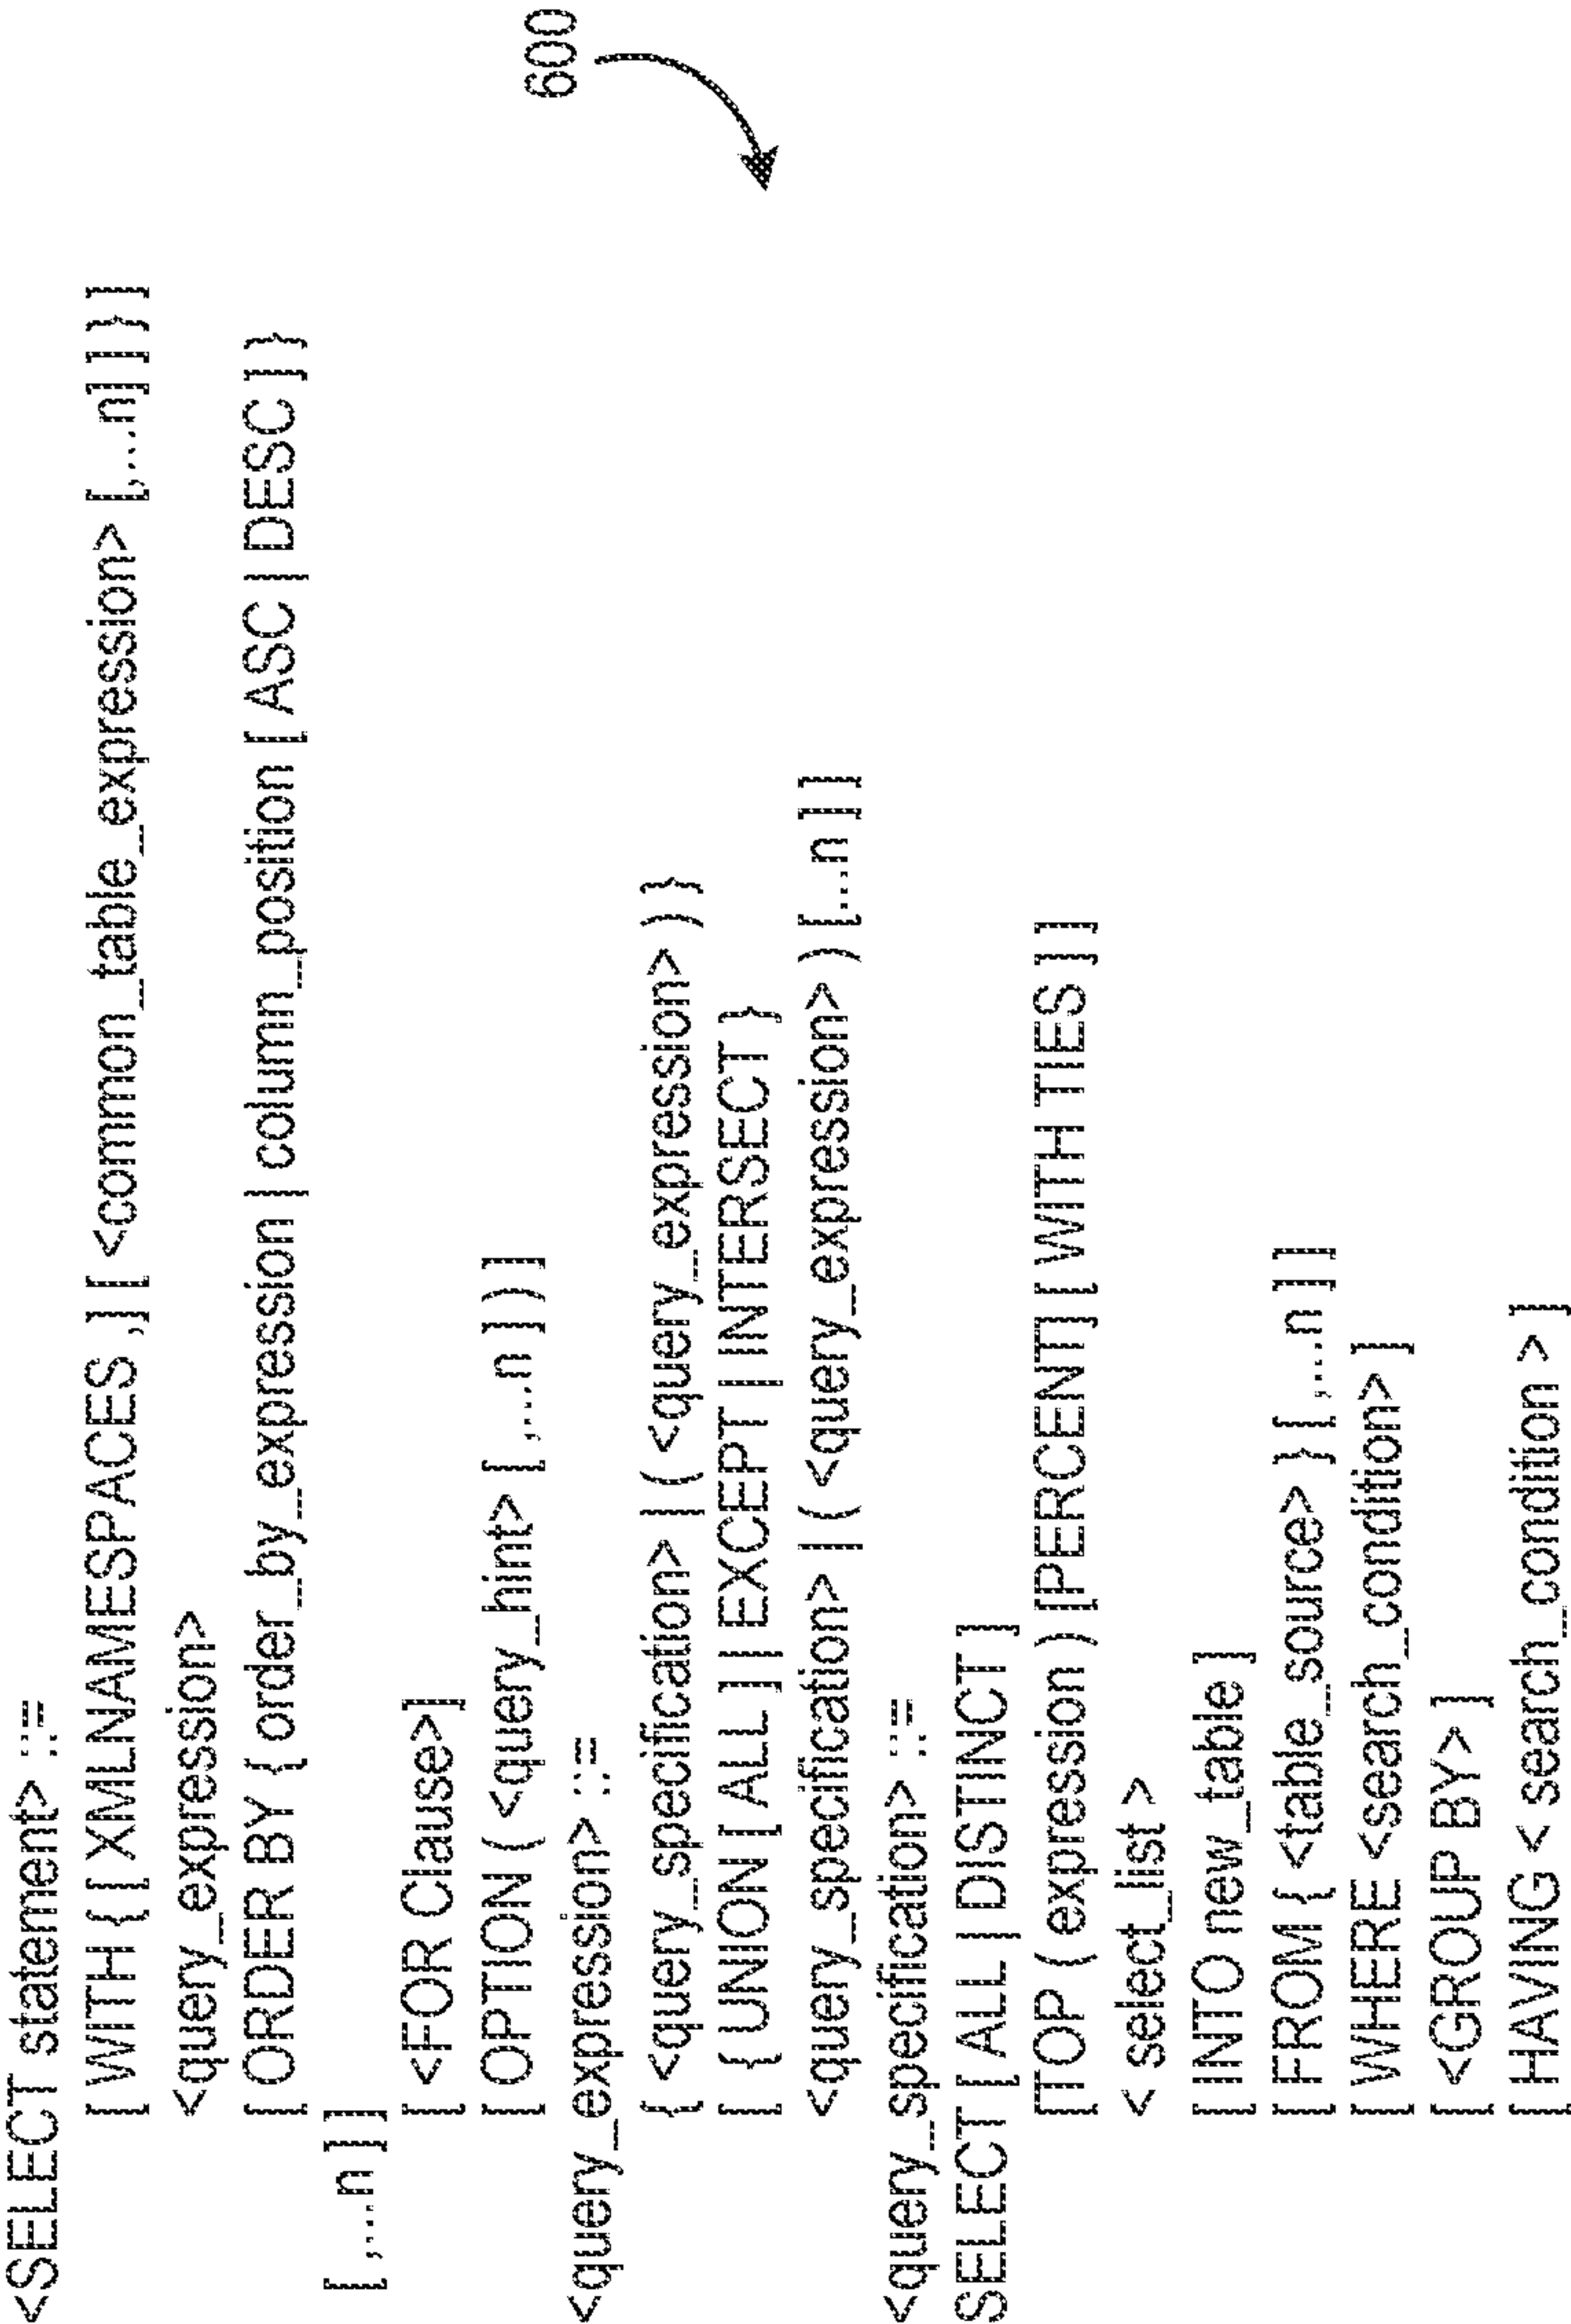 <SELECT statement> ::=
[ WITH { [ XMLNAMESPACES ,] [ <common_table_expression> [,...n] ] } ]
<query_expression>
[ ORDER BY { order_by_expression | column_position [ ASC | DESC ] }
[ ,...n ] ]
[ <FOR Clause>]
[ OPTION ( <query_hint> [ ,...n ] ) ]
<query_expression> ::=
{ <query_specification> | ( <query_expression> ) }
[ { UNION [ ALL ] | EXCEPT | INTERSECT }
<query_specification> | ( <query_expression> ) [...n ] ]
<query_specification> ::=
SELECT [ ALL | DISTINCT ]
[TOP ( expression ) [PERCENT] [ WITH TIES ] ]
< select_list >
[ INTO new_table ]
[ FROM { <table_source> } [ ,...n ] ]
[ WHERE <search_condition> ]
[ <GROUP BY> ]
[ HAVING < search_condition > ]
600